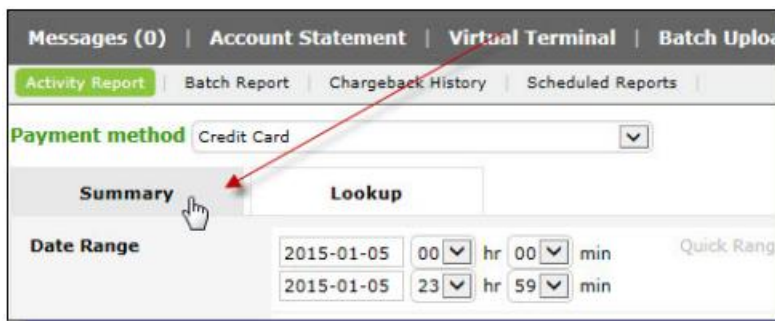 Messages (0) | Account Statement | Virtual Terminal | Batch Uploa
Activity Report | Batch Report | Chargeback History | Scheduled Reports |
Payment method Credit Card
Summary Lookup
Date Range 2015-01-05 00 hr 00 min Quick Rang
2015-01-05 23 hr 59 min